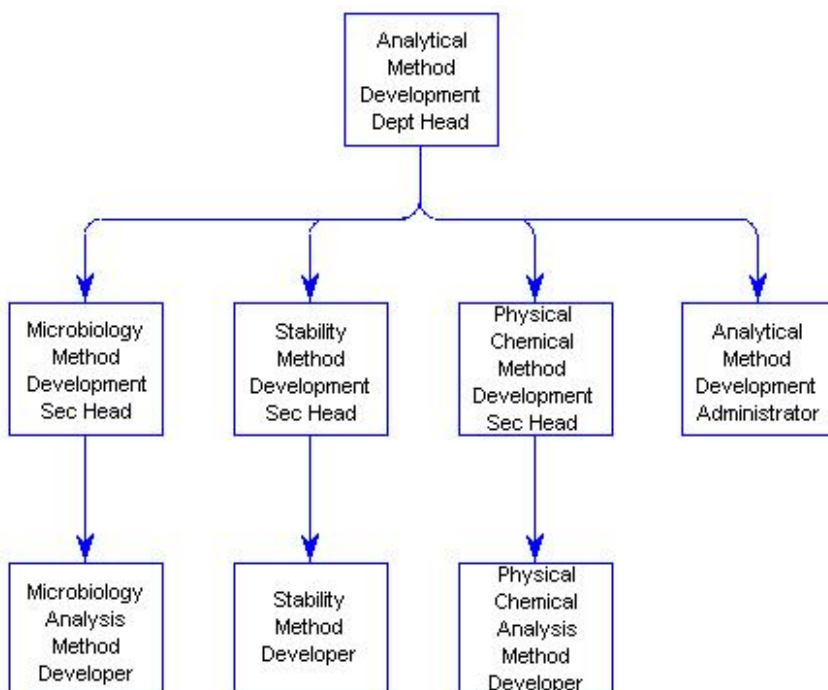 Analytical
Method
Development
Dept Head
Microbiology
Method
Development
Sec Head
Stability
Method
Development
Sec Head
Physical
Chemical
Method
Development
Sec Head
Analytical
Method
Development
Administrator
Microbiology
Analysis
Method
Developer
Stability
Method
Developer
Physical
Chemical
Analysis
Method
Developer